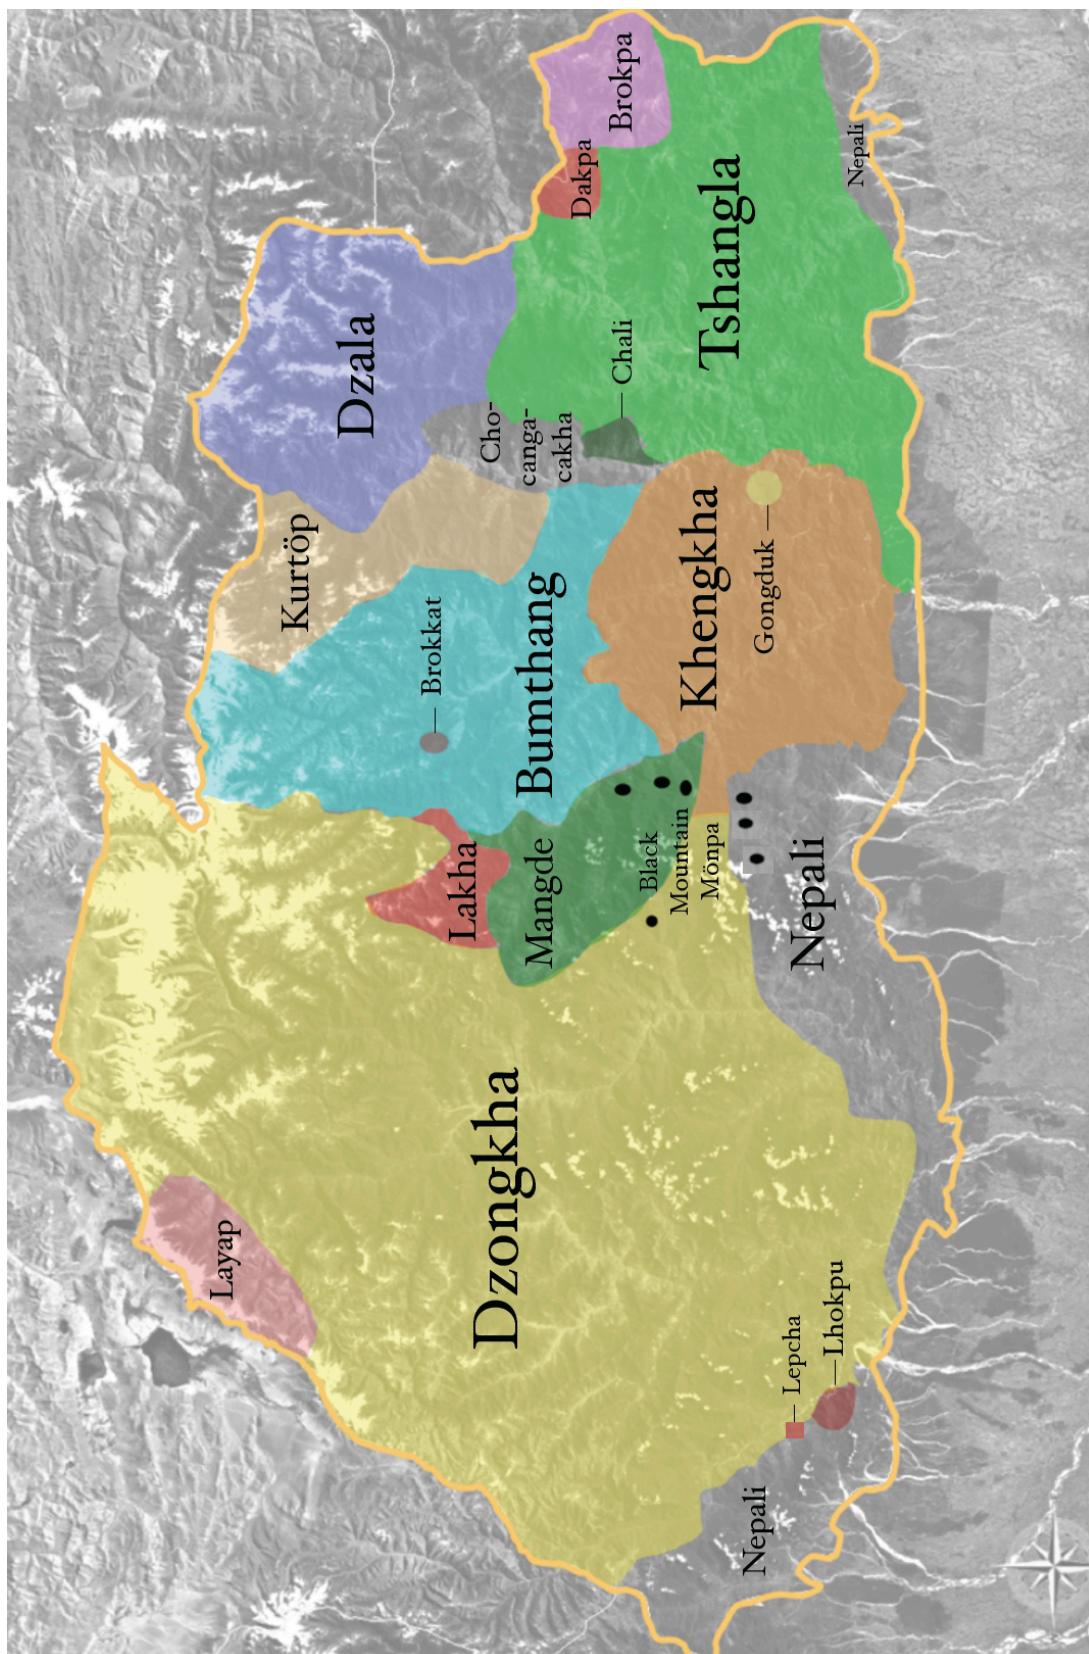 Layap
Dzongkha
Lepcha
Lhokpu
Nepali
Lakha
Mangde
Black
Mountain
Mönpa
Nepali
Bumthang
Brokkat
Kurtöp
Khengkha
Gongduk
Dzala
Cho-
canga-
cakha
Chali
Tshangla
Dakpa
Brokpa
Nepali